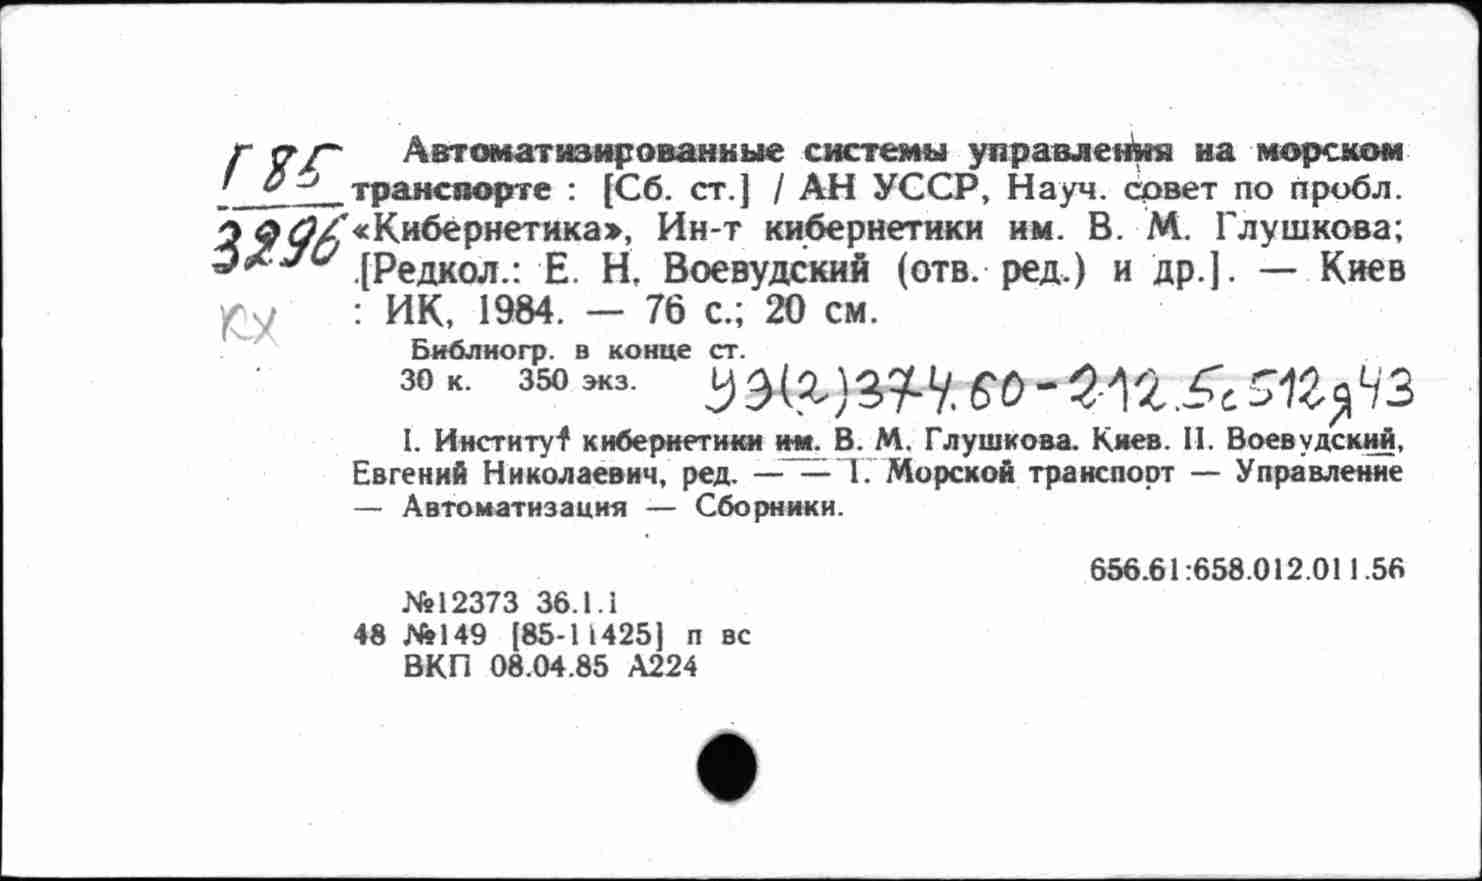 Г 85
3296
кх
Автоматизированные системы управления на морском
транспорте : [Сб. ст.] / АН УССР, Науч. совет по пробл.
«Кибернетика», Ин-т кибернетики им. В. М. Глушкова;
[Редкол.: Е. Н. Воевудский (отв. ред.) и др.]. — Киев
: ИК, 1984. — 76 с.; 20 см.
Библиогр. в конце ст.
30 к. 350 экз.
У9(2)374.60-212.5с512я43
I. Институт кибернетики им. В. М. Глушкова. Киев. II. Воевудский,
Евгений Николаевич, ред. — — 1. Морской транспорт — Управление
— Автоматизация — Сборники.
656.61:658.012.011.56
№12373 36.1.1
48 №149 [85-11425] п вс
ВКП 08.04.85 А224